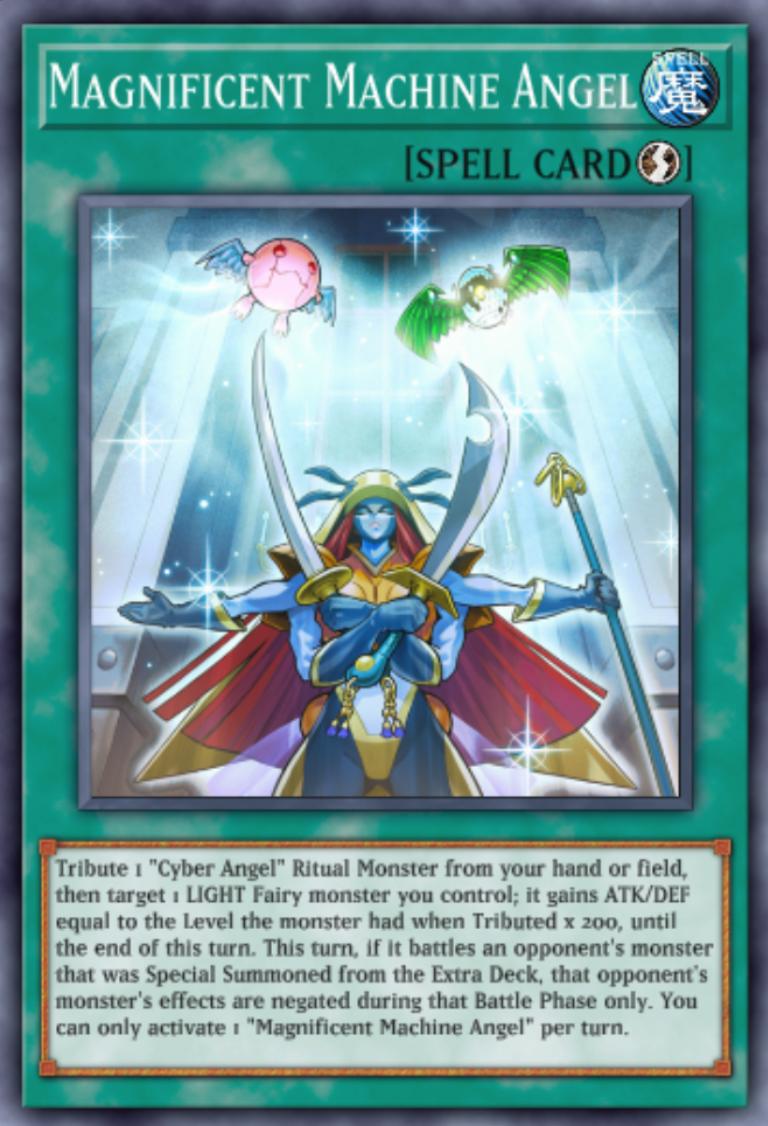 MAGNIFICENT MACHINE ANGEL
SPELL
魔
[SPELL CARD]
Tribute 1 "Cyber Angel" Ritual Monster from your hand or field,
then target 1 LIGHT Fairy monster you control; it gains ATK/DEF
equal to the Level the monster had when Tributed x 200, until
the end of this turn. This turn, if it battles an opponent's monster
that was Special Summoned from the Extra Deck, that opponent's
monster's effects are negated during that Battle Phase only. You
can only activate 1 "Magnificent Machine Angel" per turn.